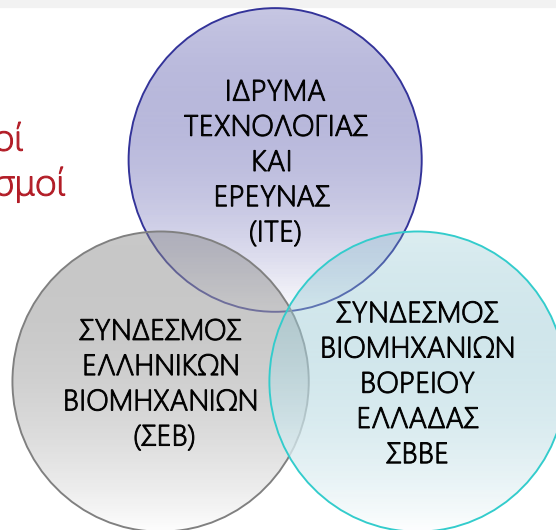 ΙΔΡΥΜΑ
ΤΕΧΝΟΛΟΓΙΑΣ
ΚΑΙ
ΕΡΕΥΝΑΣ
(ΙΤΕ)
ΣΥΝΔΕΣΜΟΣ
ΕΛΛΗΝΙΚΩΝ
ΒΙΟΜΗΧΑΝΙΩΝ
(ΣΕΒ)
ΣΥΝΔΕΣΜΟΣ
ΒΙΟΜΗΧΑΝΙΩΝ
ΒΟΡΕΙΟΥ
ΕΛΛΑΔΑΣ
ΣΒΒΕ